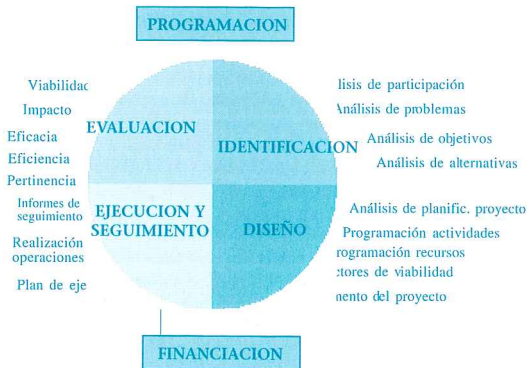 PROGRAMACION
Viabilidad
Impacto
Eficacia
Eficiencia
Pertinencia
EVALUACION
IDENTIFICACION
lisis de participación
Análisis de problemas
Análisis de objetivos
Análisis de alternativas
Informes de
seguimiento
Realización
operaciones
Plan de eje
EJECUCION Y
SEGUIMIENTO
DISEÑO
Análisis de planific. proyecto
Programación actividades
rogramación recursos
ctores de viabilidad
mento del proyecto
FINANCIACION